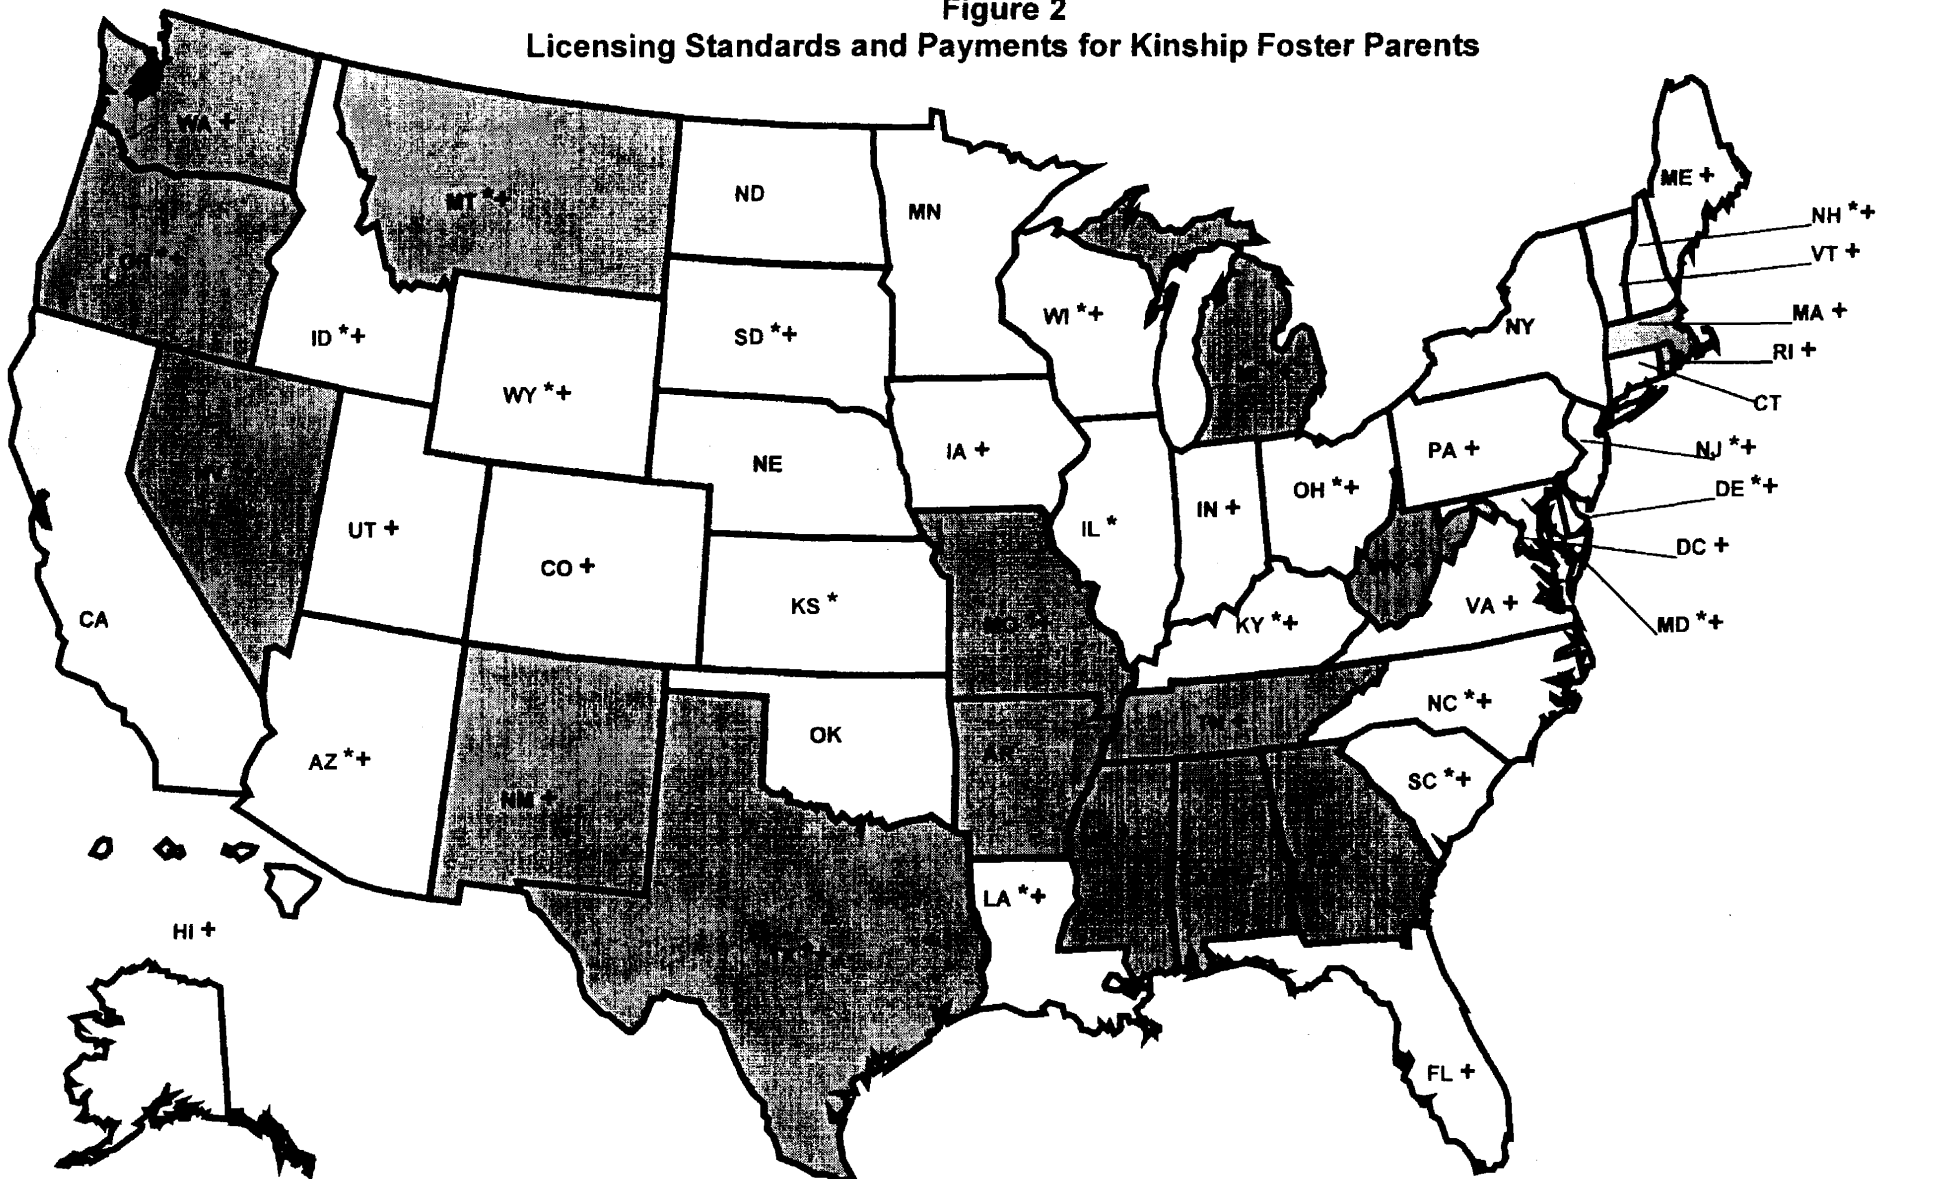 Figure 2
Licensing Standards and Payments for Kinship Foster Parents
WA +
MT *+
ND
MN
ME +
NH *+
VT +
MA +
RI +
CT
NY
WI *+
ID *+
SD *+
WY *+
NE
IA +
PA +
NJ *+
DE *+
DC +
MD *+
OH *+
IN +
IL *
UT +
CO +
KS *
CA
KY *+
VA +
NC *+
TN +
SC *+
OK
AR
AZ *+
NM +
LA *+
HI +
FL +